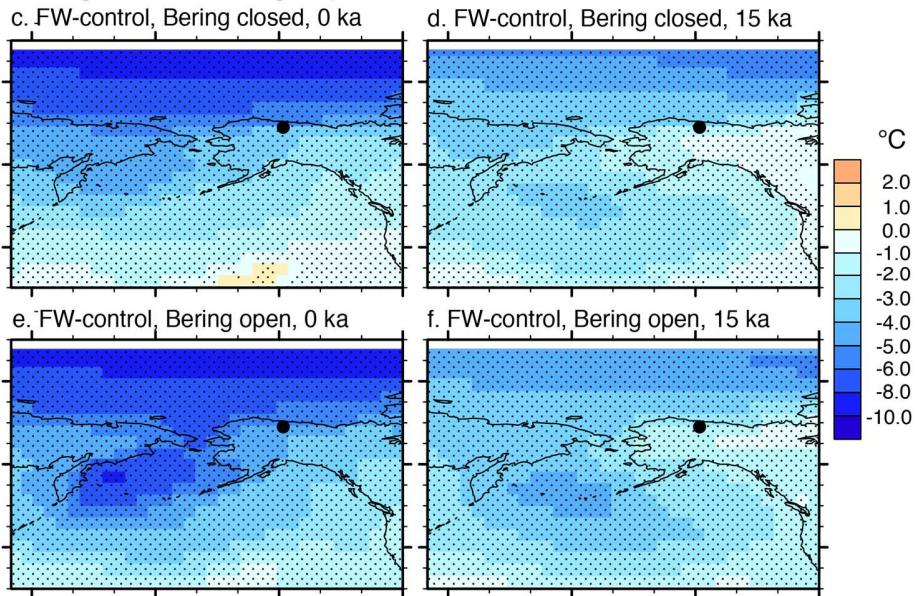 c. FW-control, Bering closed, 0 ka
d. FW-control, Bering closed, 15 ka
°C
2.0
1.0
0.0
-1.0
-2.0
-3.0
-4.0
-5.0
-6.0
-8.0
-10.0
e. FW-control, Bering open, 0 ka
f. FW-control, Bering open, 15 ka